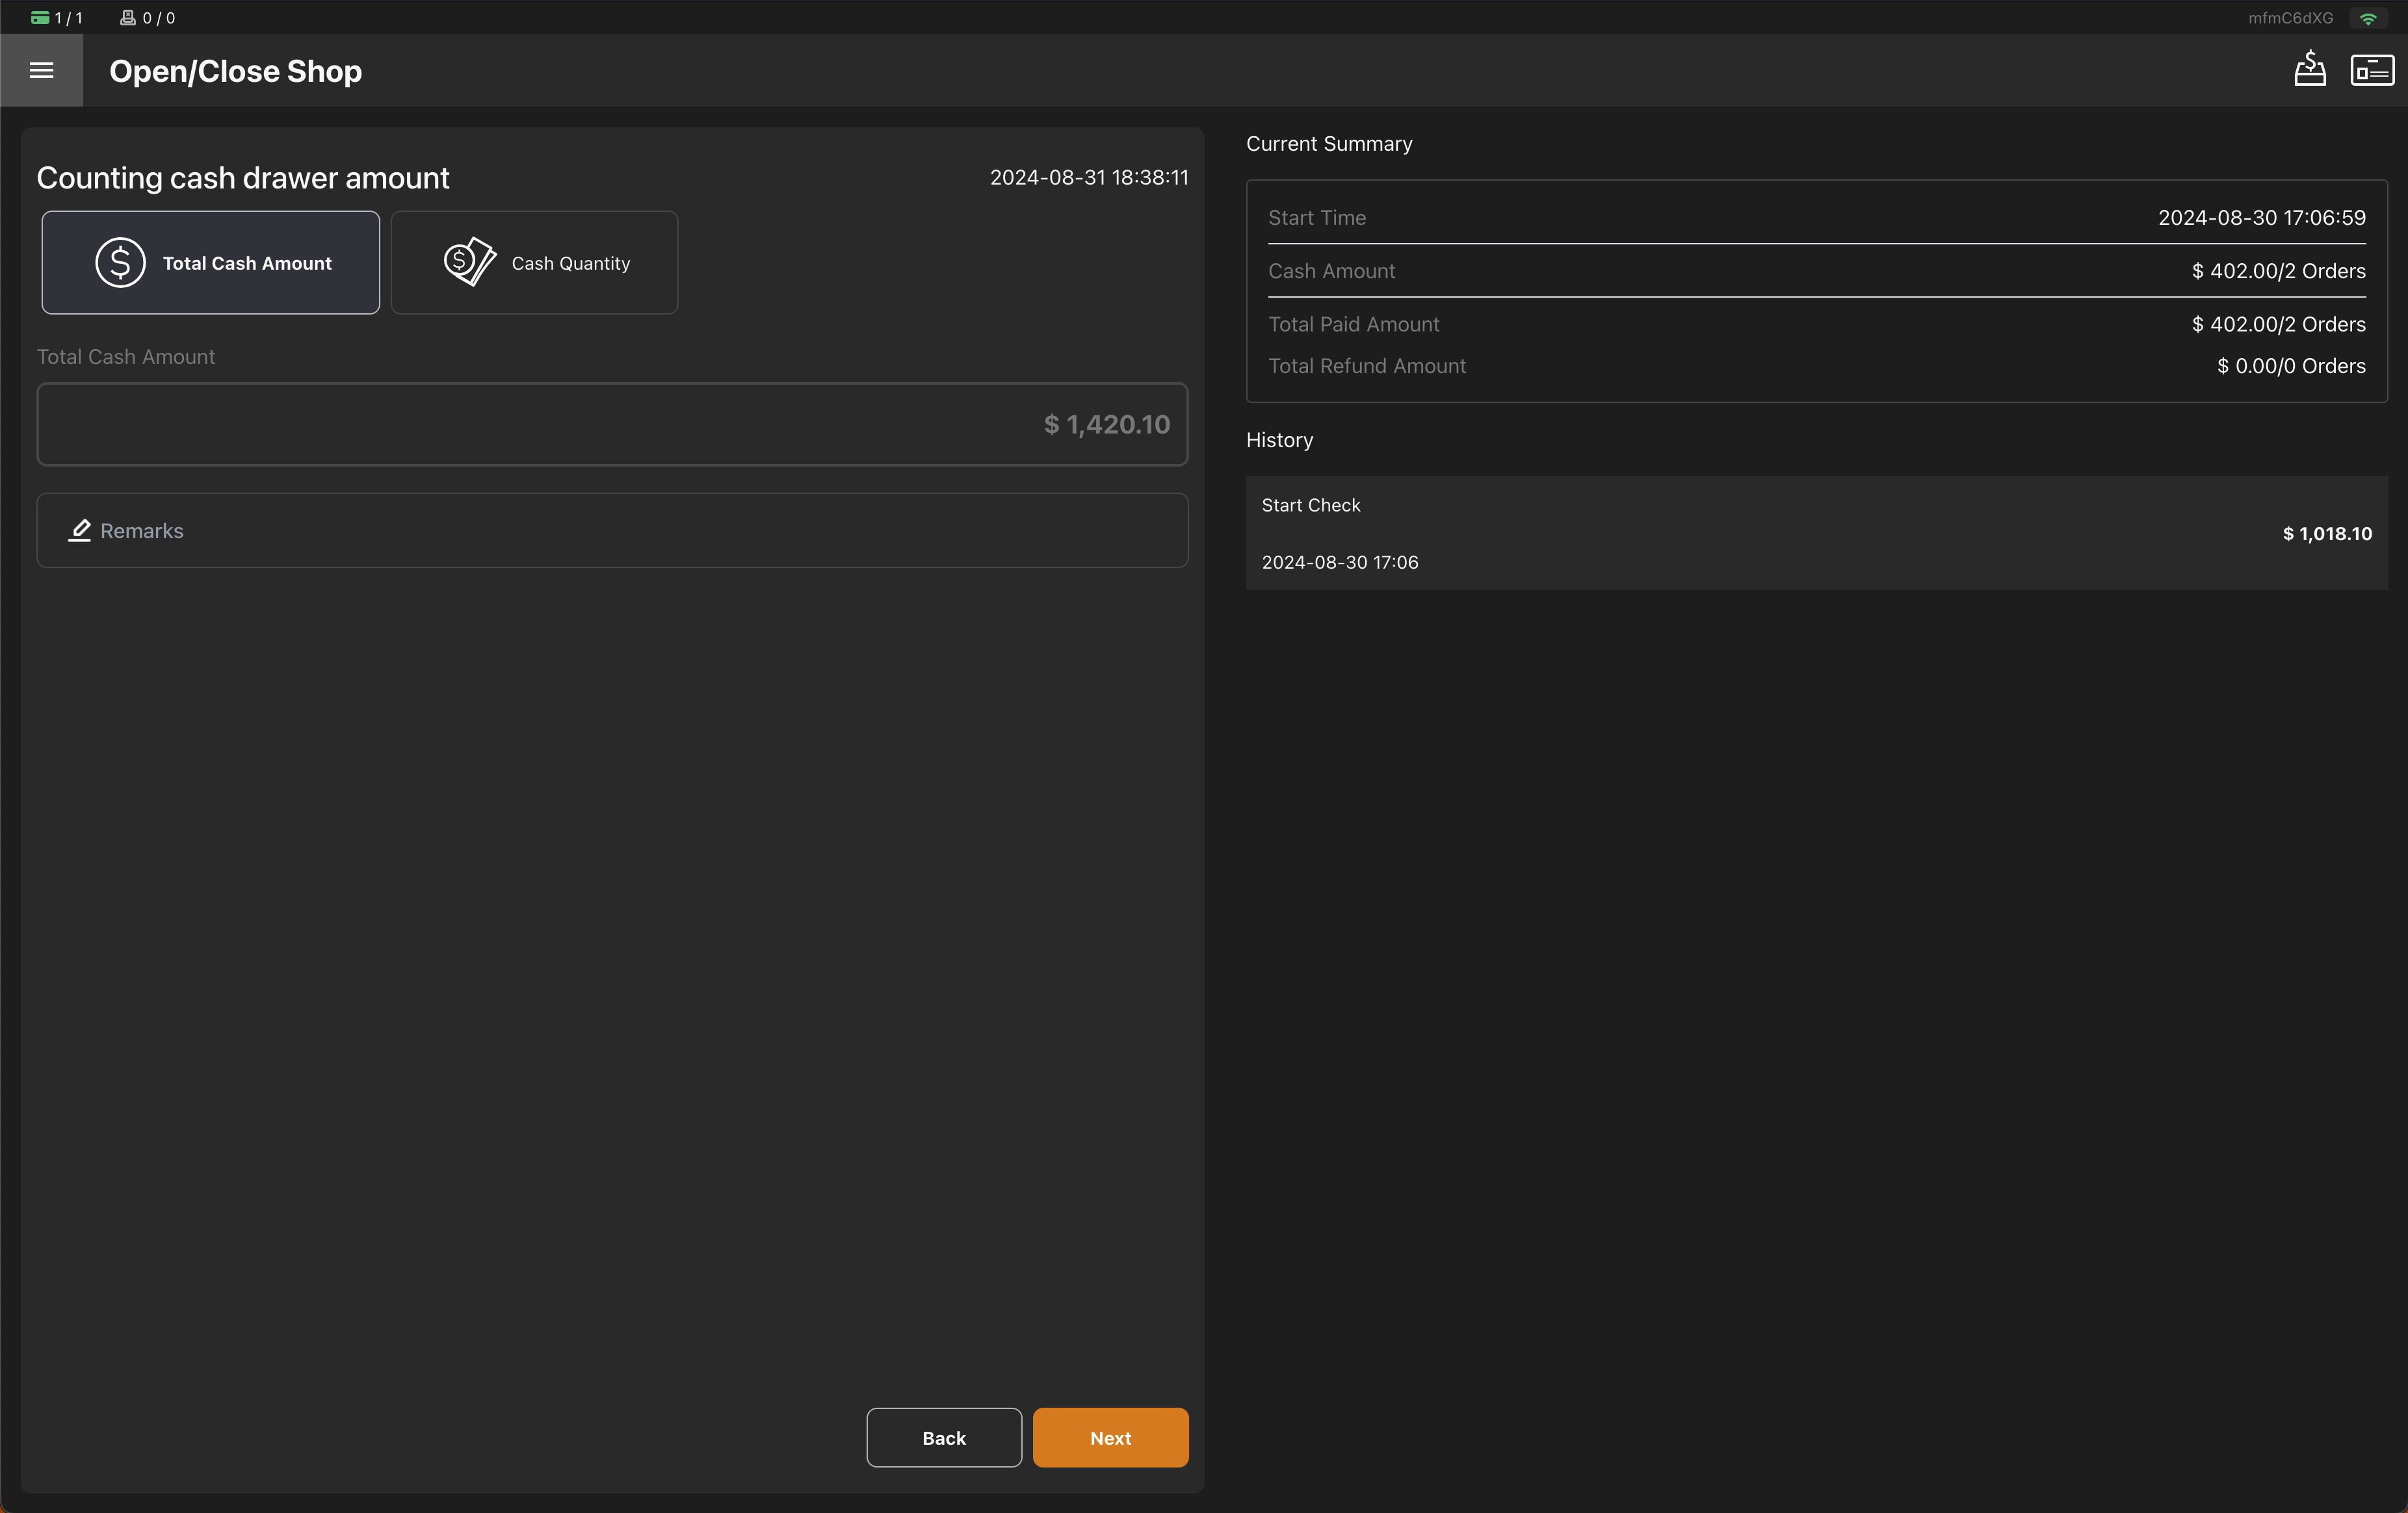 1 / 1 0 / 0 mfmC6dXG
Open/Close Shop
Counting cash drawer amount 2024-08-31 18:38:11
Total Cash Amount Cash Quantity
Total Cash Amount
$ 1,420.10
Remarks
Back Next
Current Summary
Start Time 2024-08-30 17:06:59
Cash Amount $ 402.00/2 Orders
Total Paid Amount $ 402.00/2 Orders
Total Refund Amount $ 0.00/0 Orders
History
Start Check
$ 1,018.10
2024-08-30 17:06